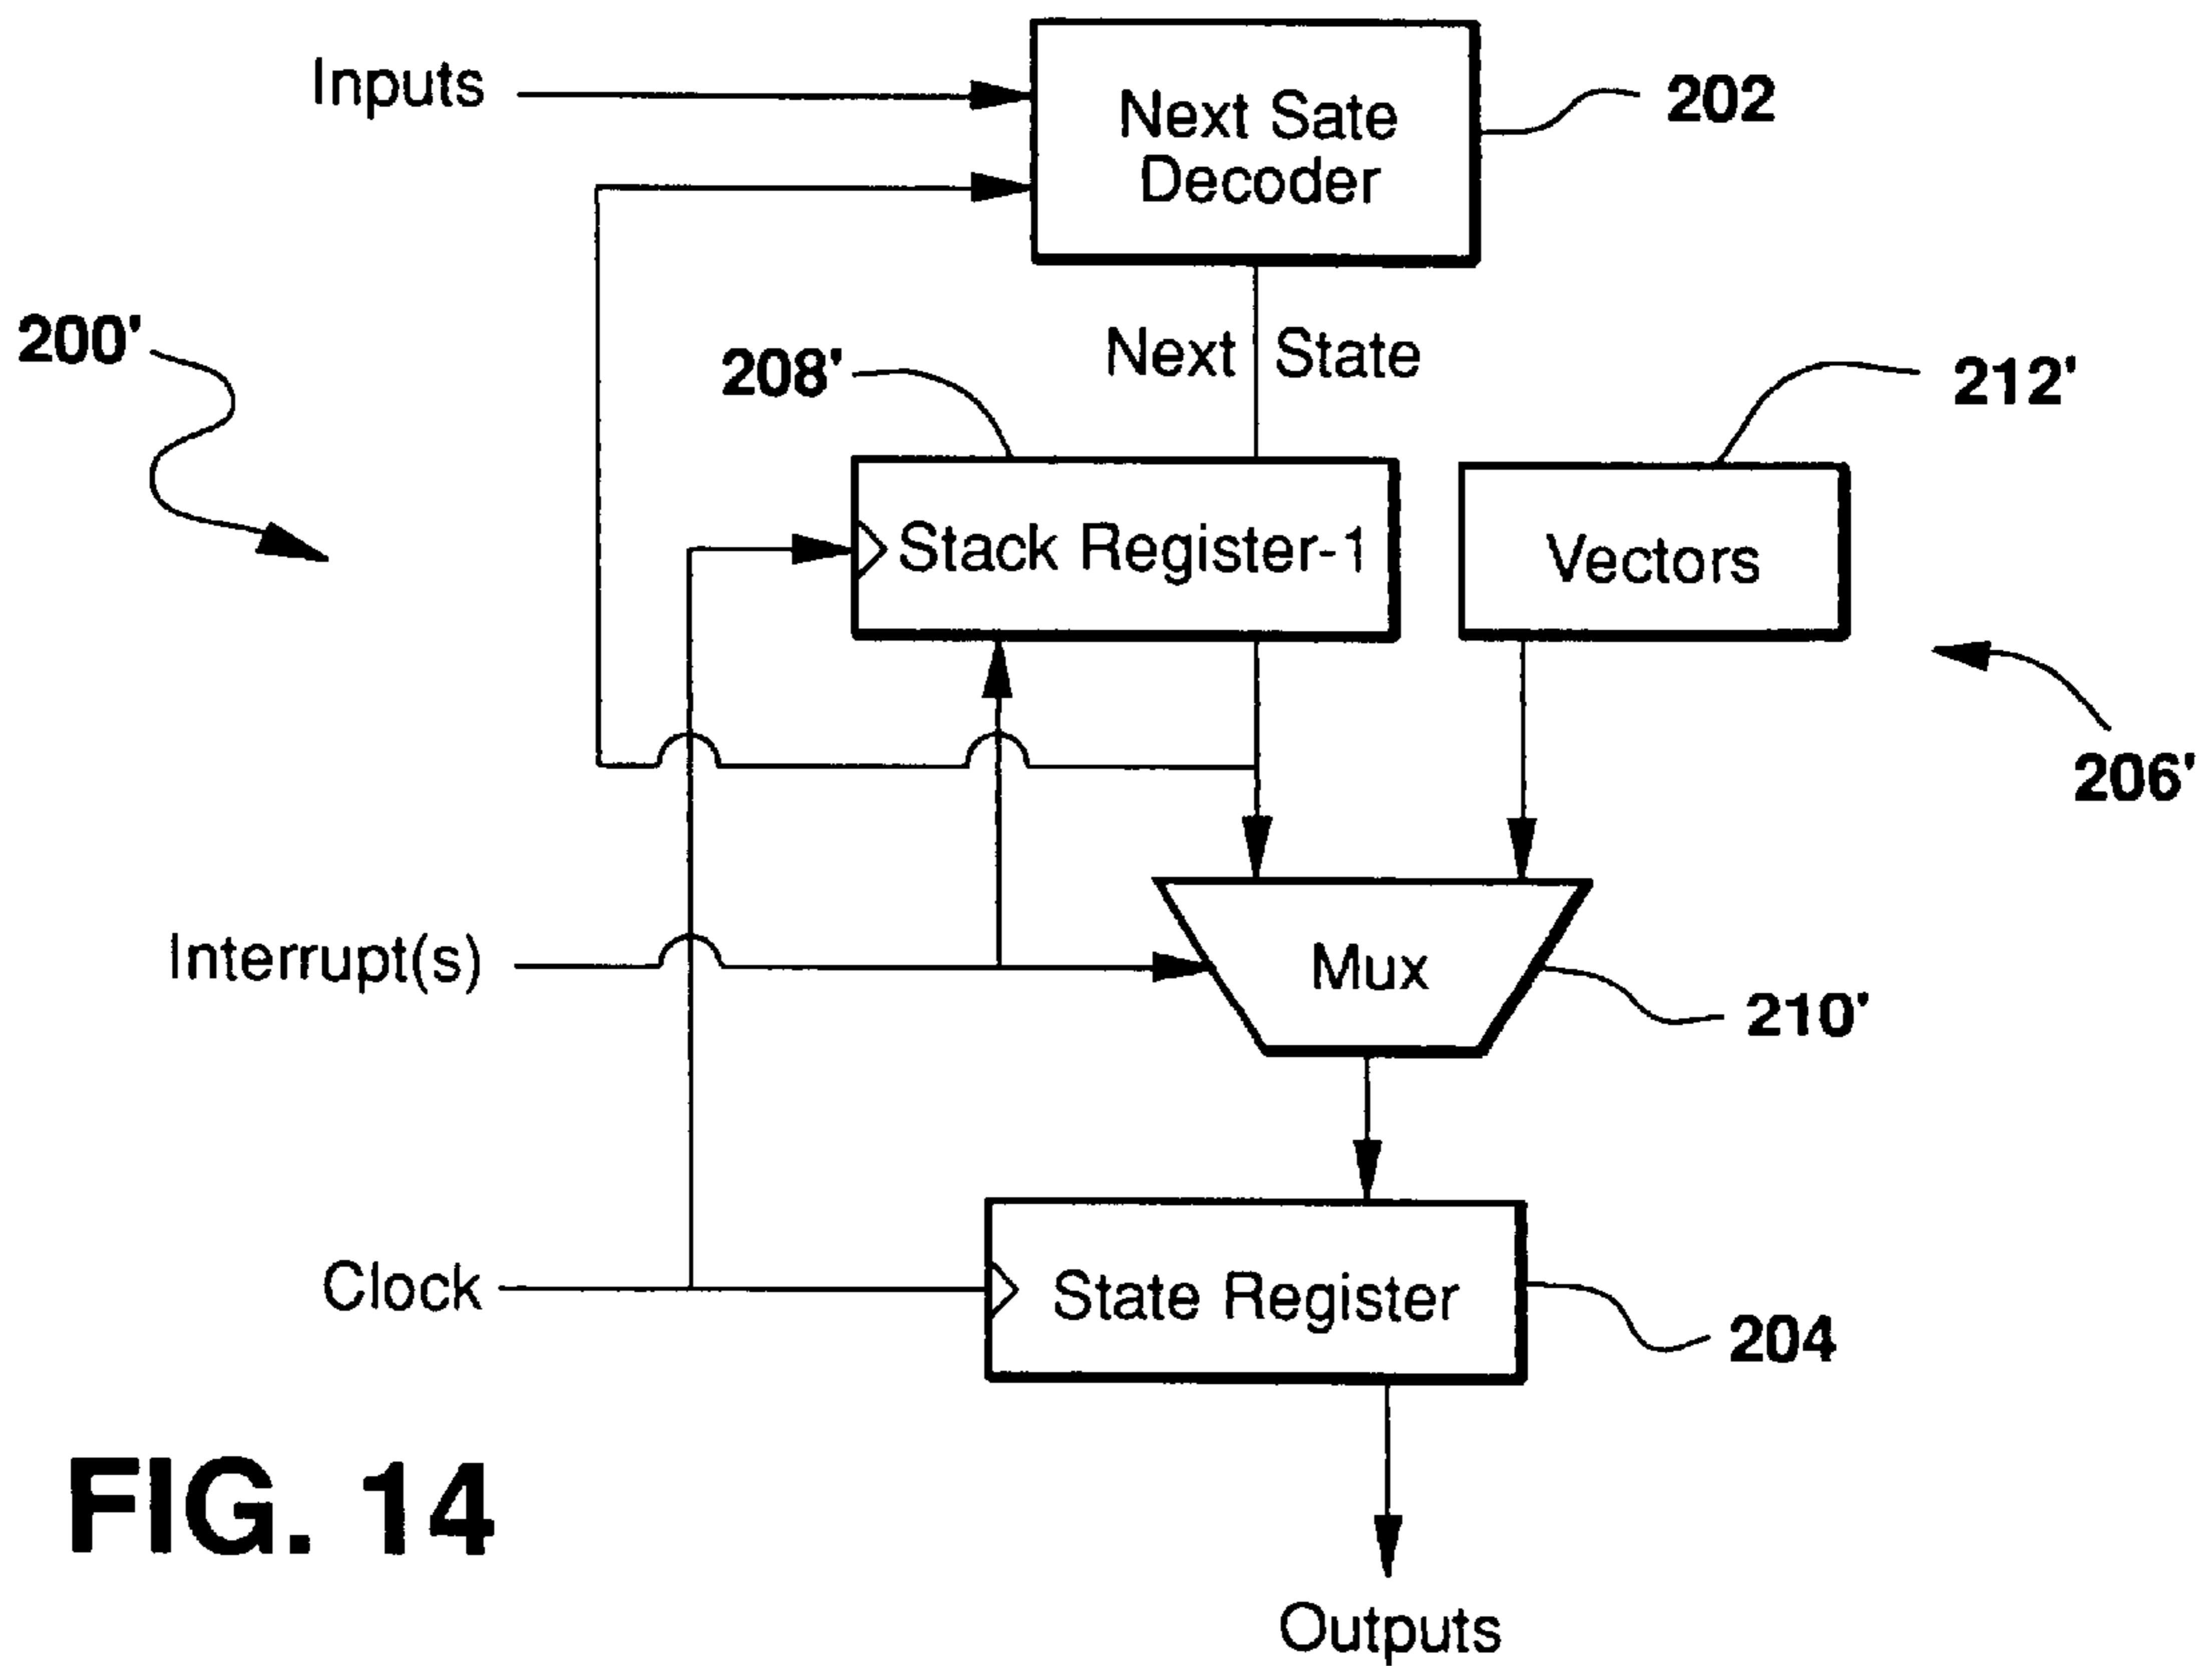 Inputs
Next Sate
Decoder
202
200'
208'
Next State
212'
Stack Register-1
Vectors
206'
Interrupt(s)
Mux
210'
Clock
State Register
204
FIG. 14
Outputs